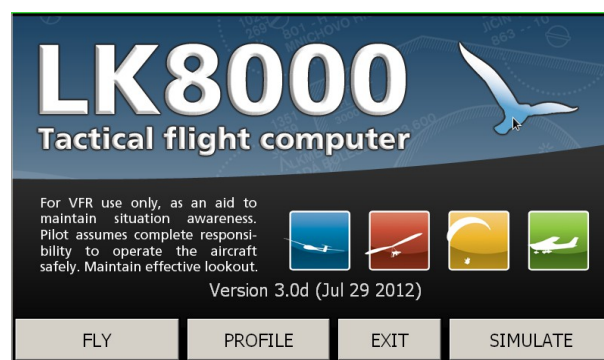 LK8000
Tactical flight computer
For VFR use only, as an aid to
maintain situation awareness.
Pilot assumes complete responsi-
bility to operate the aircraft
safely. Maintain effective lookout.
Version 3.0d (Jul 29 2012)
FLY PROFILE EXIT SIMULATE